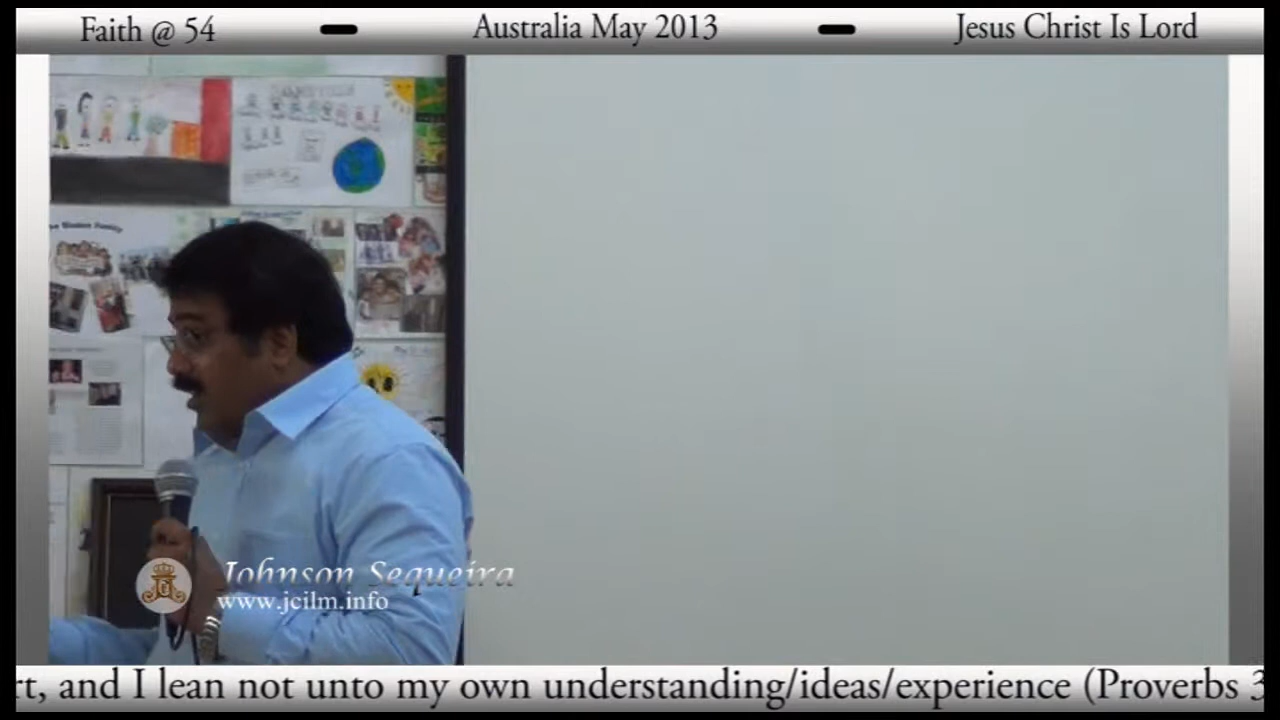 Faith @ 54 Australia May 2013 Jesus Christ Is Lord
Johnson Sequeira
www.jcilm.info
rt, and I lean not unto my own understanding/ideas/experience (Proverbs 3